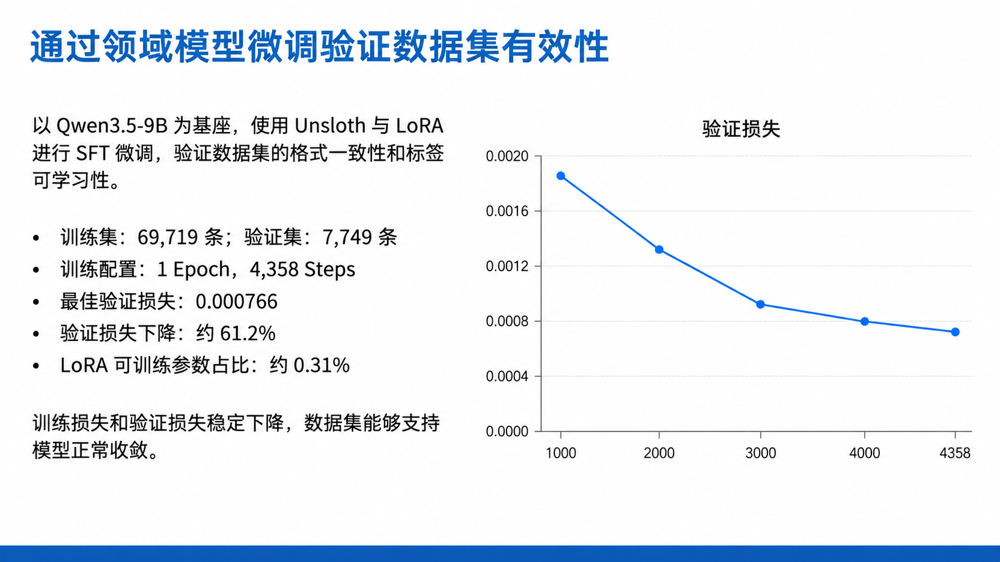 通过领域模型微调验证数据集有效性
以 Qwen3.5-9B 为基座，使用 Unsloth 与 LoRA
进行 SFT 微调，验证数据集的格式一致性和标签
可学习性。
• 训练集：69,719 条；验证集：7,749 条
• 训练配置：1 Epoch，4,358 Steps
• 最佳验证损失：0.000766
• 验证损失下降：约 61.2%
• LoRA 可训练参数占比：约 0.31%
训练损失和验证损失稳定下降，数据集能够支持
模型正常收敛。
验证损失
0.0020
0.0016
0.0012
0.0008
0.0004
0.0000
1000 2000 3000 4000 4358